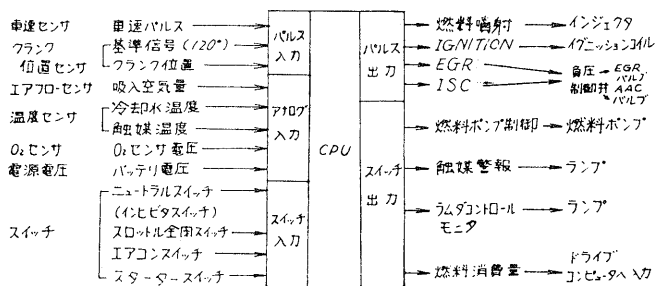 車速センサ 車速パルス
クランク 基準信号(120°)
位置センサ クランク位置
エアフローセンサ 吸入空気量
温度センサ 冷却水温度
触媒温度
O₂センサ O₂センサ電圧
電源電圧 バッテリ電圧
スイッチ ニュートラルスイッチ
(インヒビタスイッチ)
スロットル全閉スイッチ
エアコンスイッチ
スタータースイッチ
パルス
入力
アナログ
入力
スイッチ
入力
CPU
パルス
出力
スイッチ
出力
燃料噴射 インジェクタ
IGNITION イグニッションコイル
EGR
ISC
負圧
制御弁
EGR
バルブ
AAC
バルブ
燃料ポンプ制御 燃料ポンプ
触媒警報 ランプ
ラムダコントロール ランプ
モニタ
燃料消費量 ドライブ
コンピュータへ入力